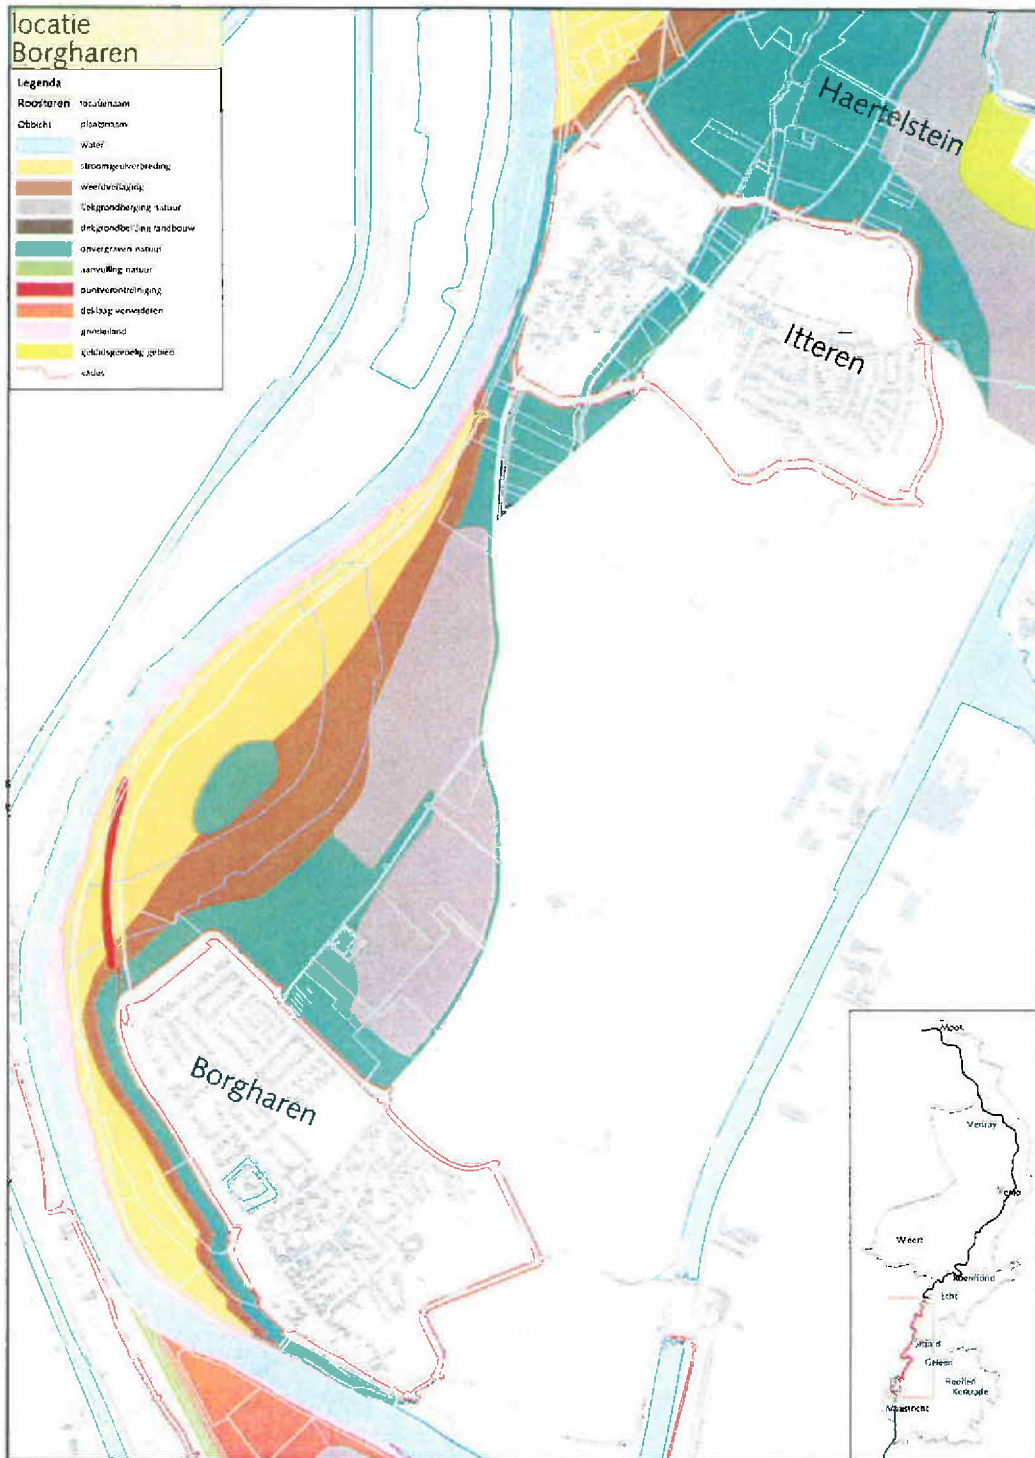 locatie
Borgharen
Legenda
Roosteren locatienaam
Obbicht plaatsnaam
water
stroomgeulverbreding
weerdverlaging
dekgrondberging natuur
dekgrondberging landbouw
onvergraven natuur
aanvulling natuur
puntverontreiniging
deklaag verwijderen
grindeiland
geluidsgevoelig gebied
kades
Haertelstein
Itteren
Borgharen
Mook
Venray
Venlo
Weert
Roermond
Echt
Sittard
Geleen
Heerlen
Kerkrade
Maastricht